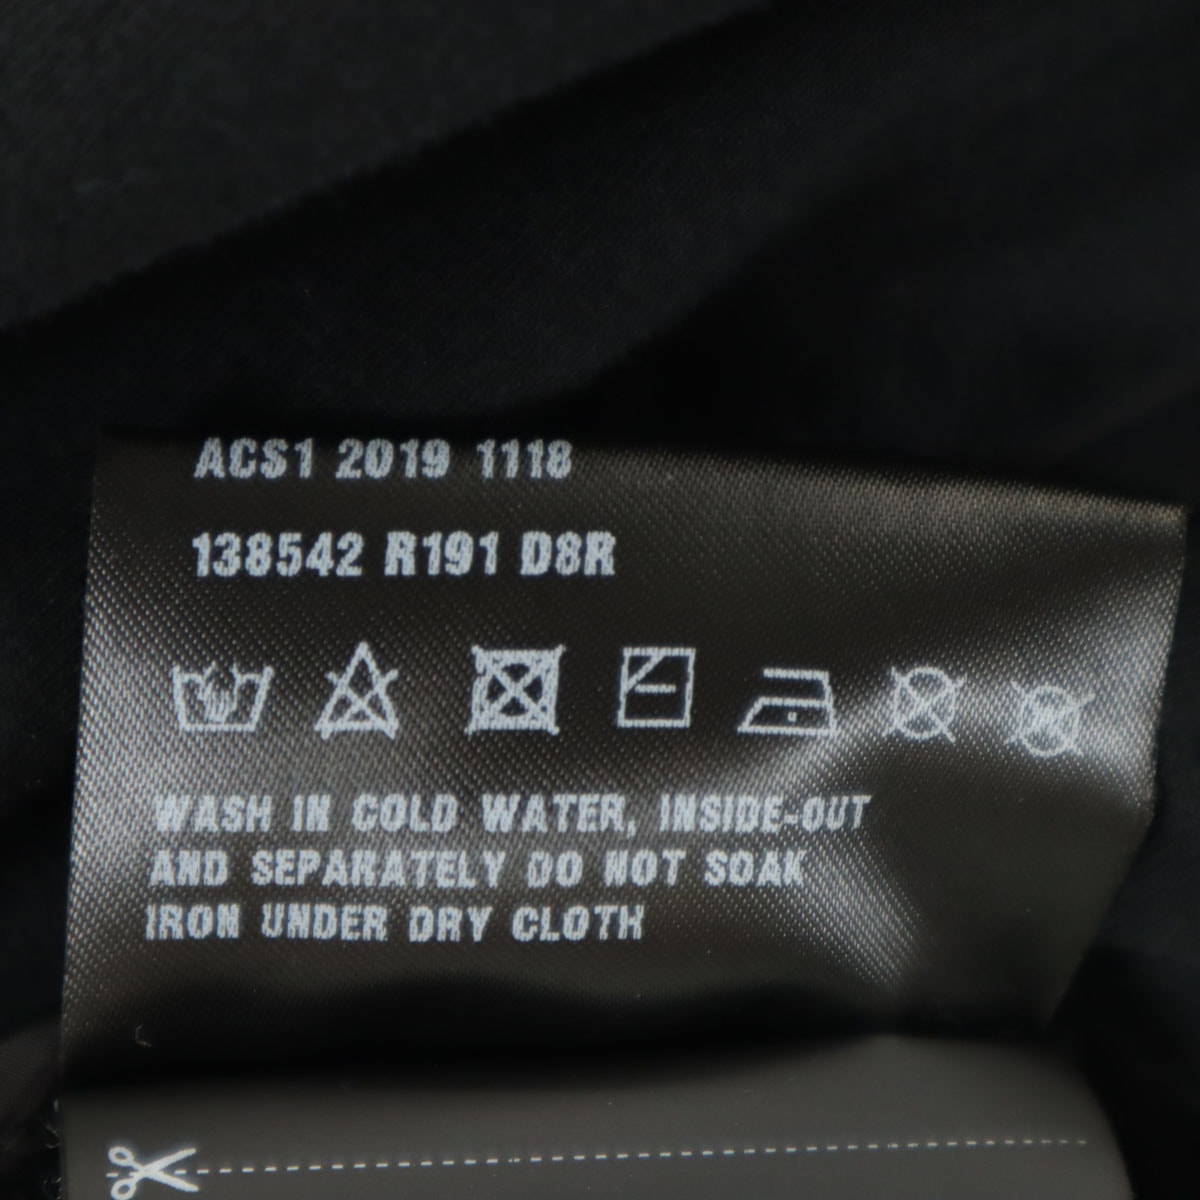 ACS1 2019 1118
138542 R191 D8R
WASH IN COLD WATER, INSIDE-OUT
AND SEPARATELY DO NOT SOAK
IRON UNDER DRY CLOTH